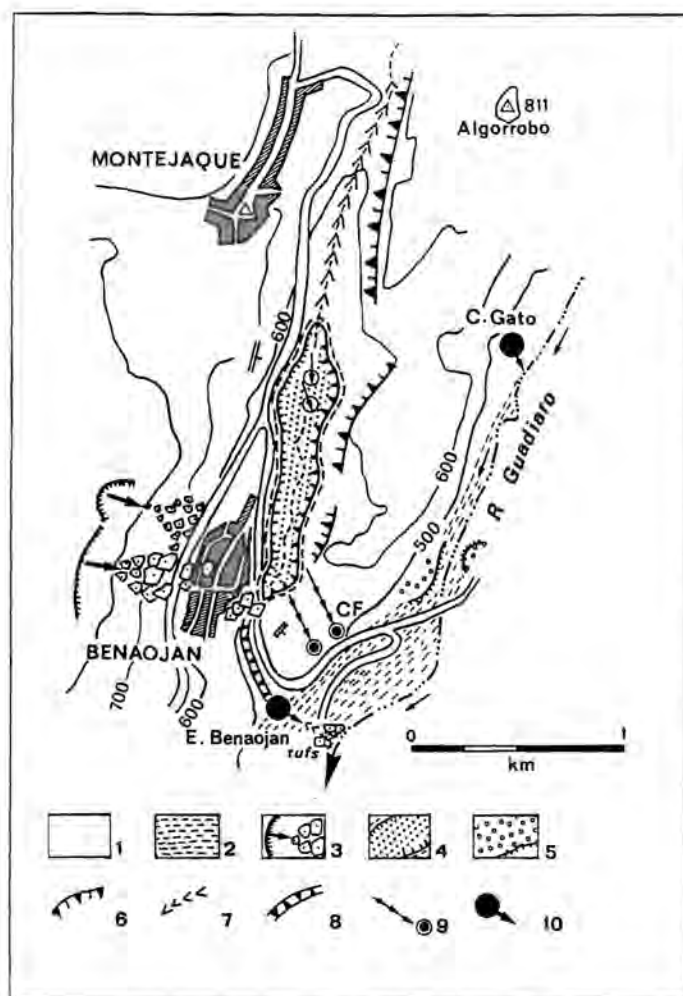 811
Algorrobo
MONTEJAQUE
600
C. Gato
R Guadiaro
600
500
CF
BENAOJAN
700
600
E. Benaojan
tufs
0 1
km
1 2 3 4 5
6 7 8 9 10